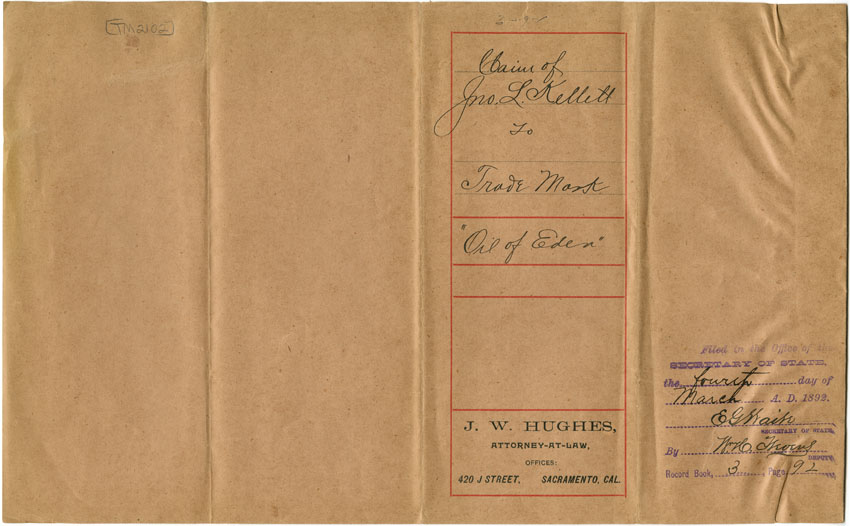 TM2102
Claim of
Jno. L. Kellett
To
Trade Mark
"Oil of Eden"
J. W. HUGHES,
ATTORNEY-AT-LAW,
OFFICES:
420 J STREET, SACRAMENTO, CAL.
Filed in the Office of the
SECRETARY OF STATE,
the fourth day of
March A. D. 1892.
E G Waite
SECRETARY OF STATE.
By W. H.
DEPUTY.
Record Book, 3 Page 92